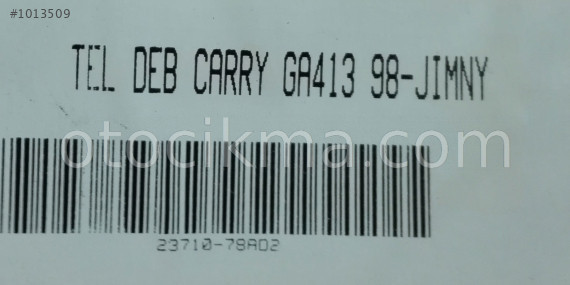 #1013509
TEL DEB CARRY GA413 98-JIMNY
otocikma.com
23710-78A02